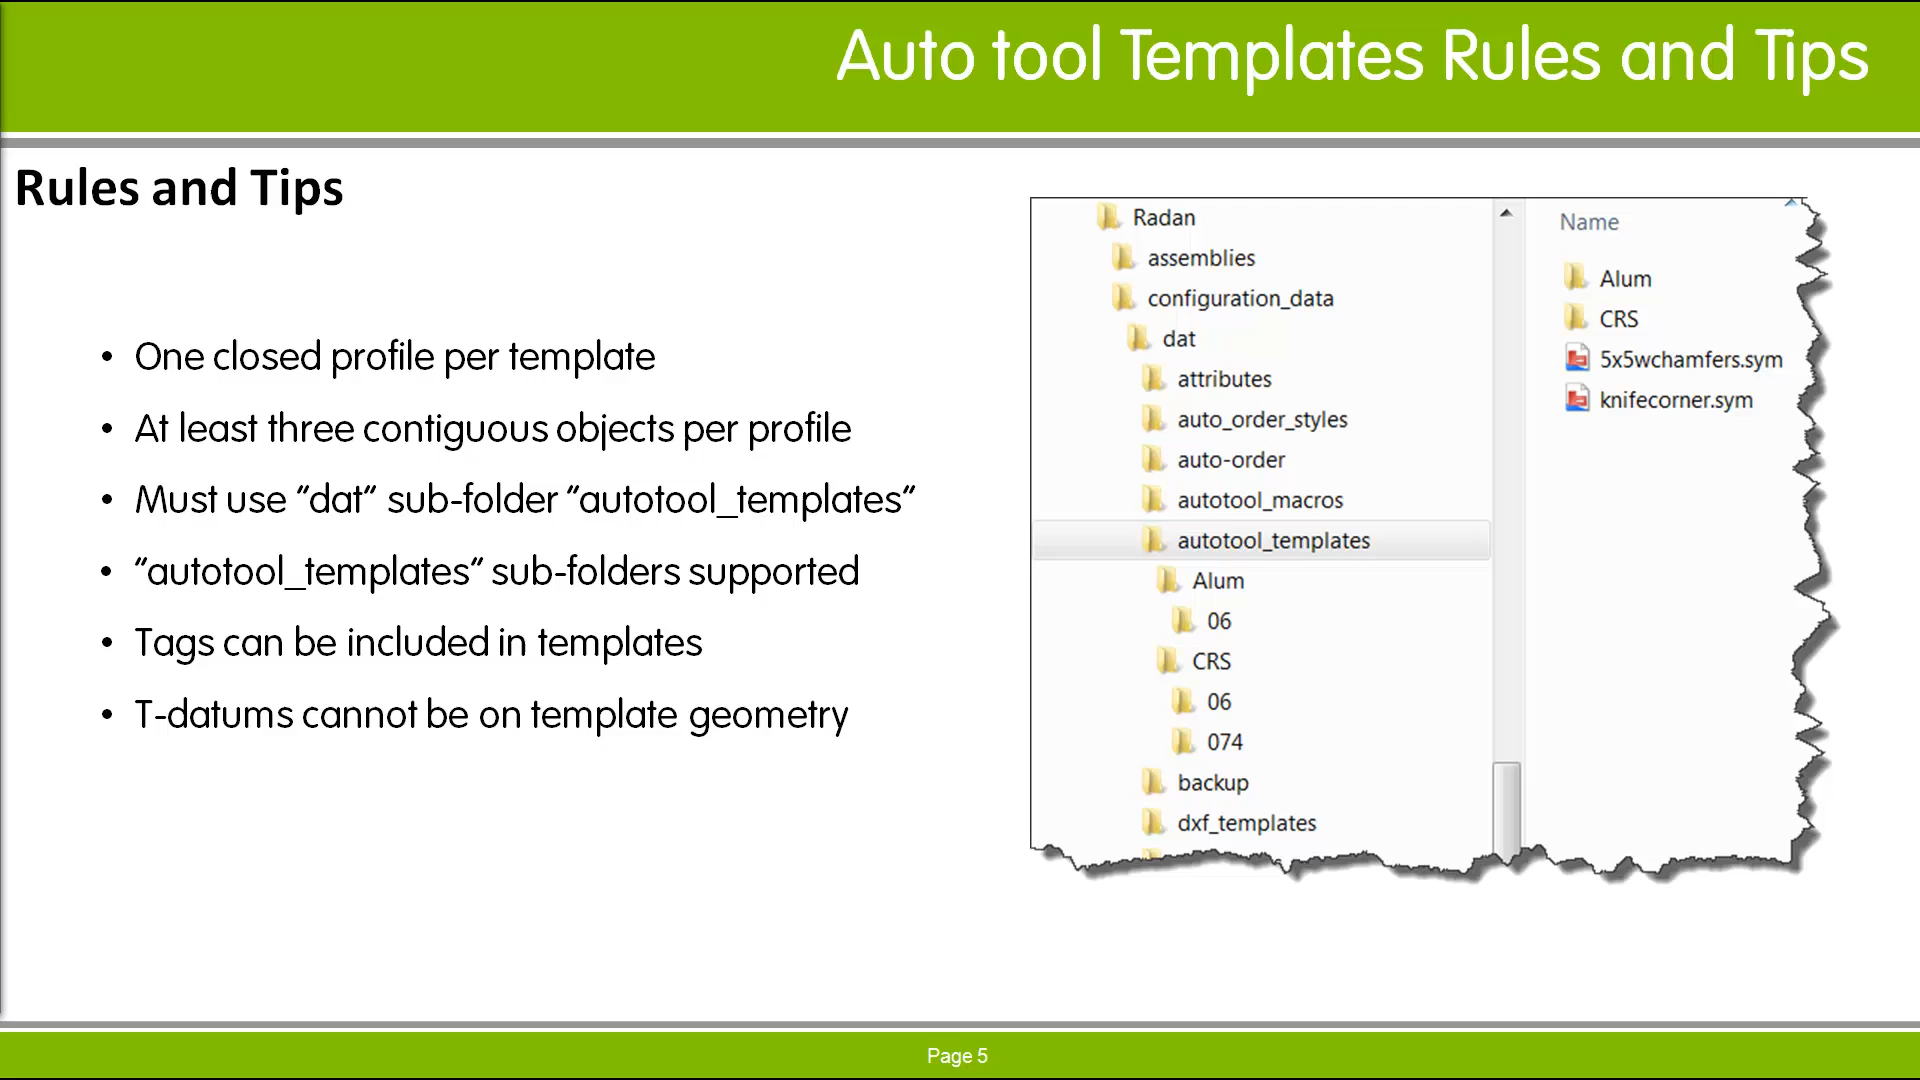 Auto tool Templates Rules and Tips
Rules and Tips
• One closed profile per template
• At least three contiguous objects per profile
• Must use "dat" sub-folder "autotool_templates"
• "autotool_templates" sub-folders supported
• Tags can be included in templates
• T-datums cannot be on template geometry
Radan
assemblies
configuration_data
dat
attributes
auto_order_styles
auto-order
autotool_macros
autotool_templates
Alum
06
CRS
06
074
backup
dxf_templates
Name
Alum
CRS
5x5wchamfers.sym
knifecorner.sym
Page 5